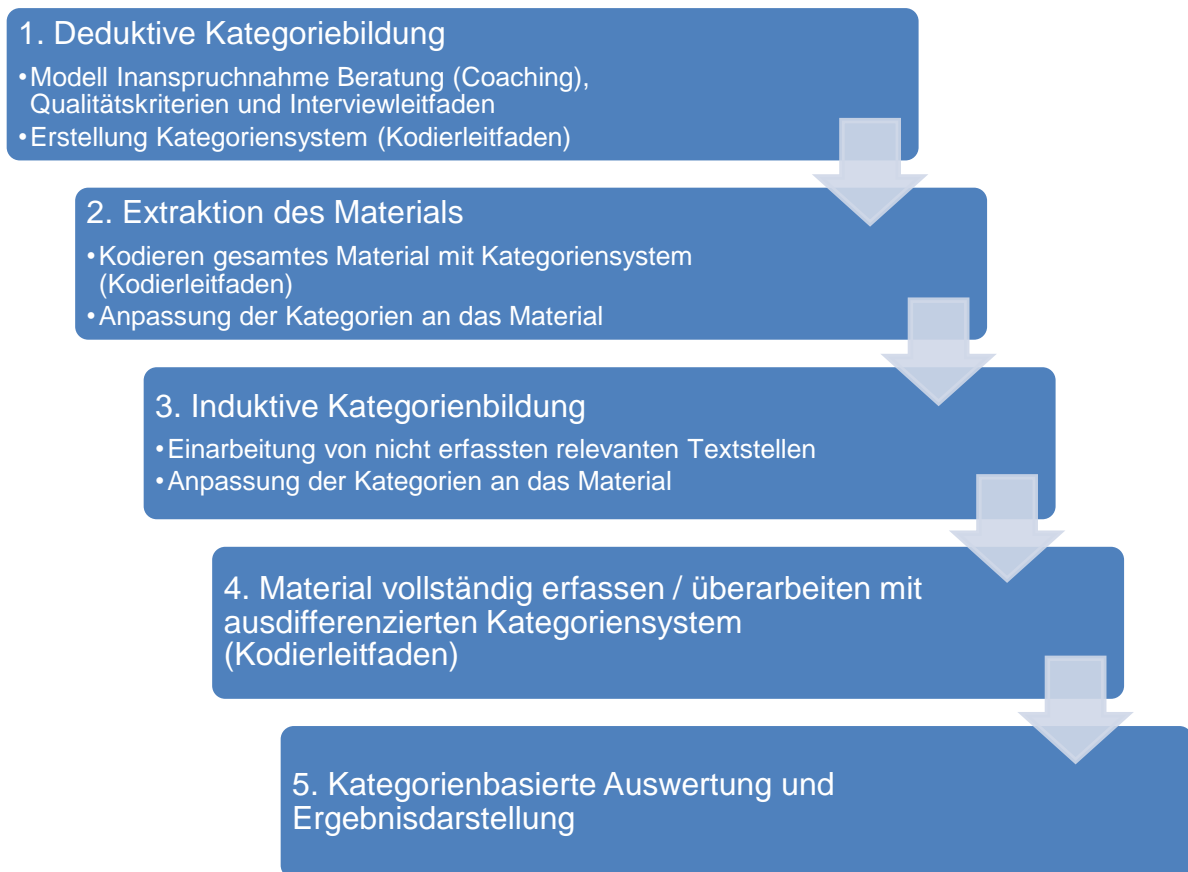 1. Deduktive Kategoriebildung
•Modell Inanspruchnahme Beratung (Coaching),
Qualitätskriterien und Interviewleitfaden
•Erstellung Kategoriensystem (Kodierleitfaden)
2. Extraktion des Materials
•Kodieren gesamtes Material mit Kategoriensystem
(Kodierleitfaden)
•Anpassung der Kategorien an das Material
3. Induktive Kategorienbildung
•Einarbeitung von nicht erfassten relevanten Textstellen
•Anpassung der Kategorien an das Material
4. Material vollständig erfassen / überarbeiten mit
ausdifferenzierten Kategoriensystem
(Kodierleitfaden)
5. Kategorienbasierte Auswertung und
Ergebnisdarstellung